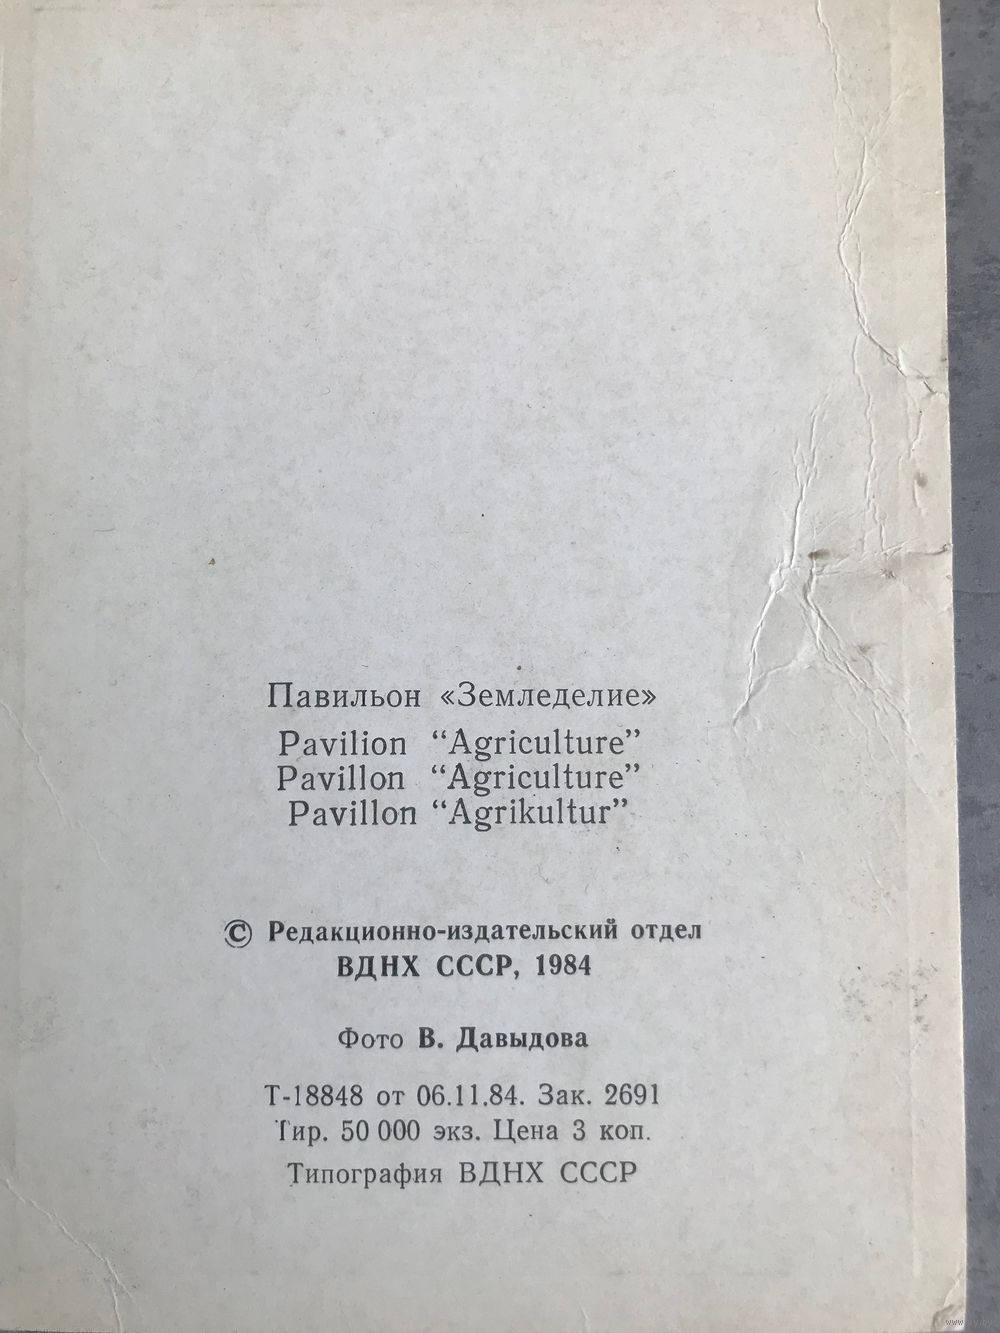 Павильон «Земледелие»
Pavilion “Agriculture”
Pavillon “Agriculture”
Pavillon “Agrikultur”
© Редакционно-издательский отдел
ВДНХ СССР, 1984
Фото В. Давыдова
Т-18848 от 06.11.84. Зак. 2691
Тир. 50 000 экз. Цена 3 коп.
Типография ВДНХ СССР